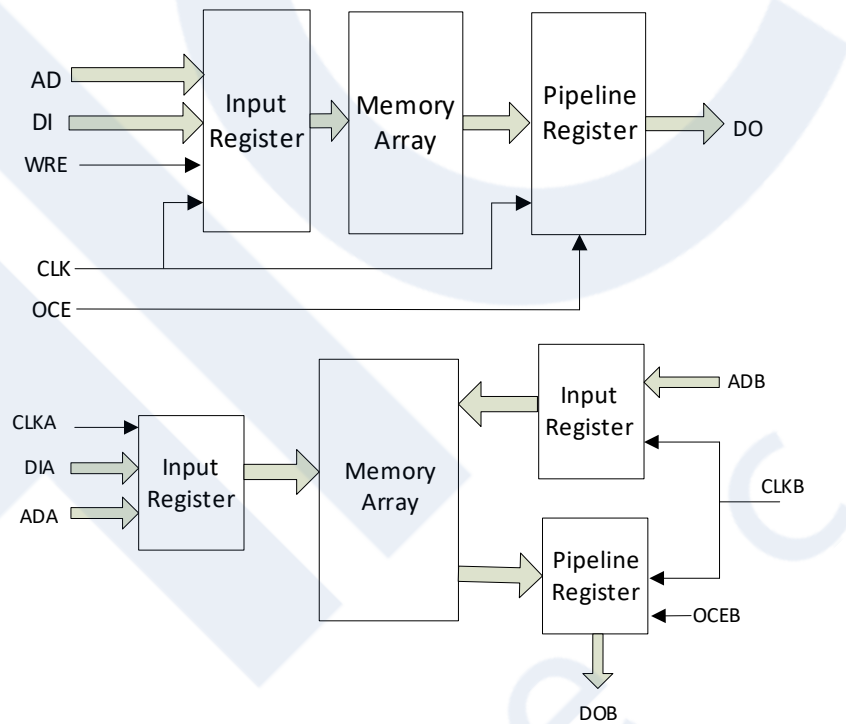 AD
DI
WRE
CLK
OCE
Input
Register
Memory
Array
Pipeline
Register
DO
CLKA
DIA
ADA
Input
Register
Memory
Array
Input
Register
ADB
CLKB
Pipeline
Register
OCEB
DOB